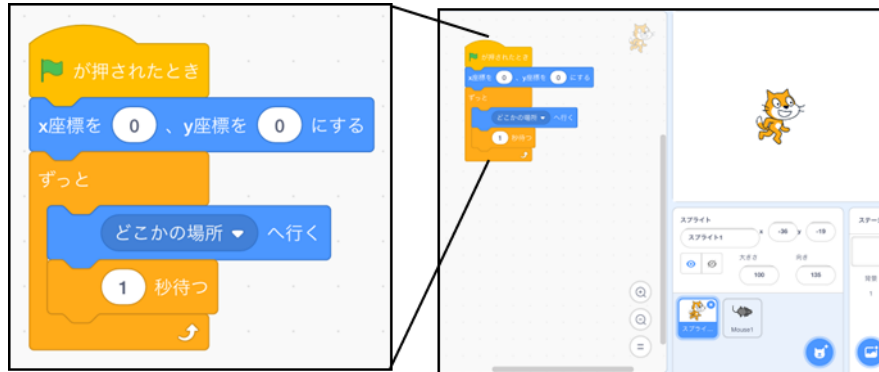 が押されたとき
x座標を 0 、y座標を 0 にする
ずっと
どこかの場所 へ行く
1 秒待つ
が押されたとき
x座標を 0 、y座標を 0 にする
ずっと
どこかの場所 へ行く
1 秒待つ
スプライト
スプライト1
x -36 y -19
大きさ
100
向き
135
スプライ...
Mouse1
ステー
背景
1